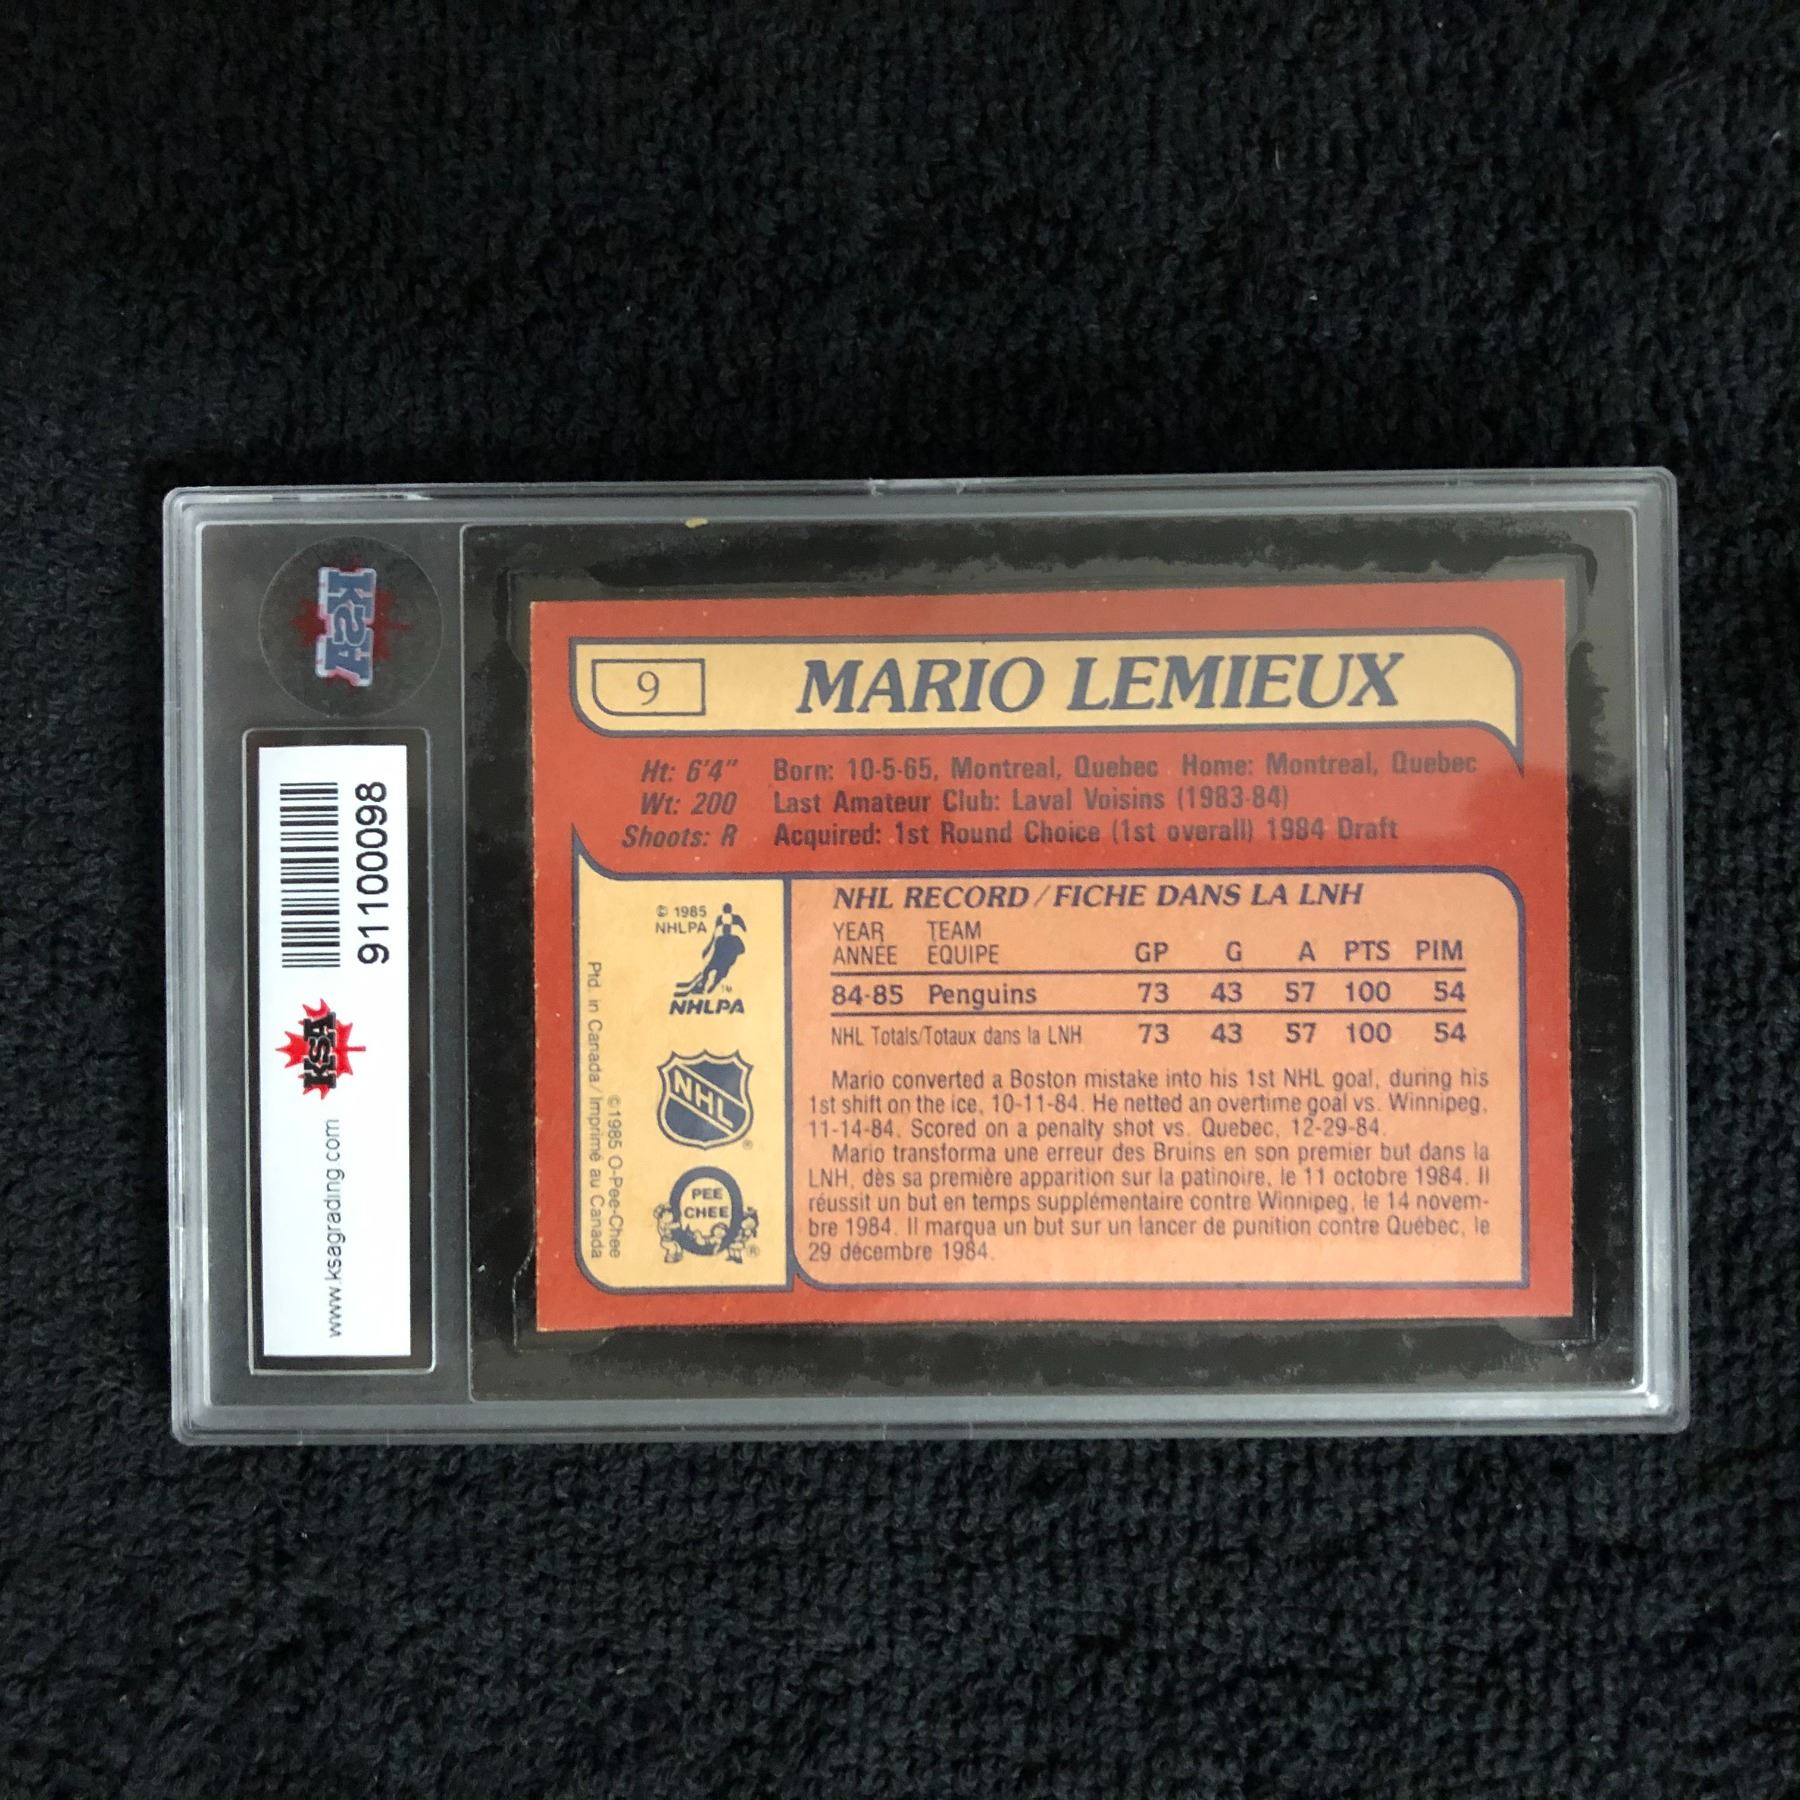 KSA
91100098
KSA
www.ksagrading.com
9
MARIO LEMIEUX
Ht: 6'4" Born: 10-5-65, Montreal, Quebec Home: Montreal, Quebec
Wt: 200 Last Amateur Club: Laval Voisins (1983-84)
Shoots: R Acquired: 1st Round Choice (1st overall) 1984 Draft
© 1985
NHLPA
TM
NHLPA
NHL
®
PEE
CHEE
®
©1985 O-Pee-Chee
Ptd. in Canada/Imprimé au Canada
NHL RECORD/FICHE DANS LA LNH
YEAR TEAM
ANNÉE ÉQUIPE GP G A PTS PIM
84-85 Penguins 73 43 57 100 54
NHL Totals/Totaux dans la LNH 73 43 57 100 54
Mario converted a Boston mistake into his 1st NHL goal, during his
1st shift on the ice, 10-11-84. He netted an overtime goal vs. Winnipeg,
11-14-84. Scored on a penalty shot vs. Quebec, 12-29-84.
Mario transforma une erreur des Bruins en son premier but dans la
LNH, dès sa première apparition sur la patinoire, le 11 octobre 1984. Il
réussit un but en temps supplémentaire contre Winnipeg, le 14 novem-
bre 1984. Il marqua un but sur un lancer de punition contre Québec, le
29 décembre 1984.